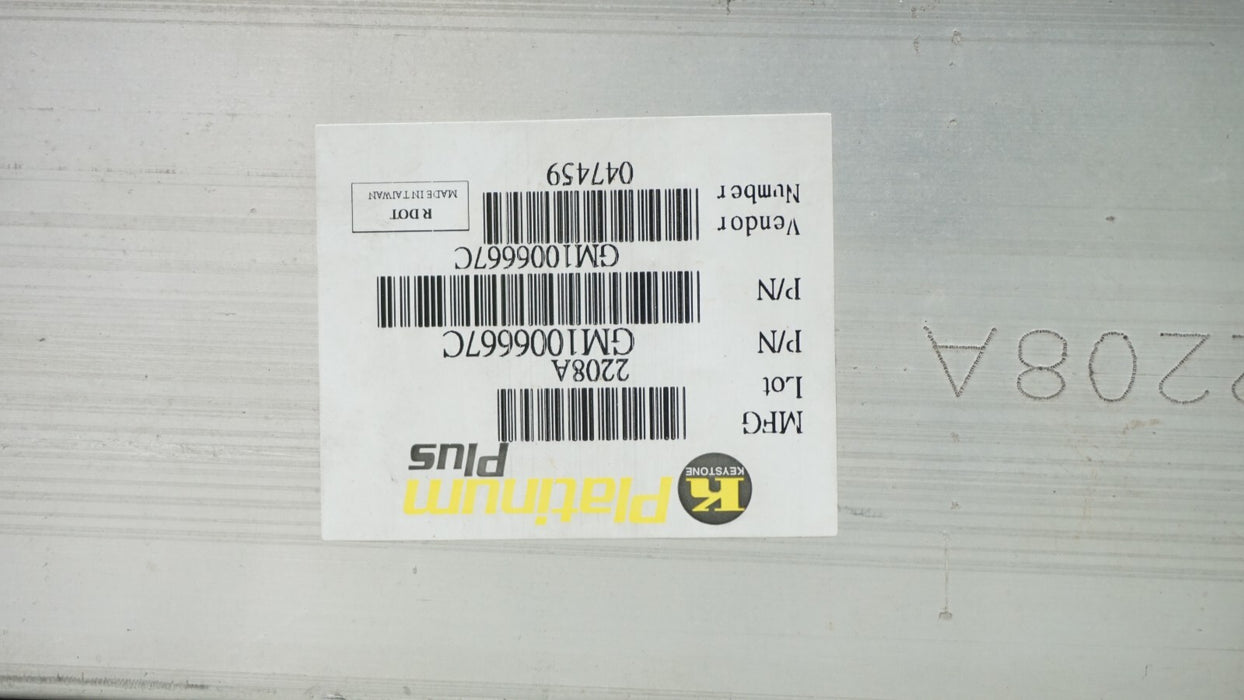 K KEYSTONE
Platinum
Plus
MFG
Lot
2208A
P/N
GM1006667C
P/N
GM1006667C
Vendor
Number
047459
R DOT
MADE IN TAIWAN
2208A